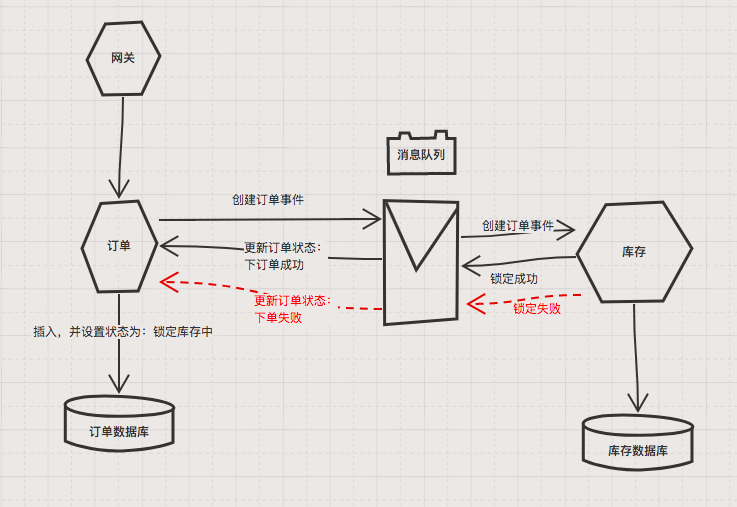 网关
消息队列
创建订单事件
创建订单事件
订单
更新订单状态：
下订单成功
库存
锁定成功
更新订单状态：
下单失败
锁定失败
插入，并设置状态为：锁定库存中
订单数据库
库存数据库